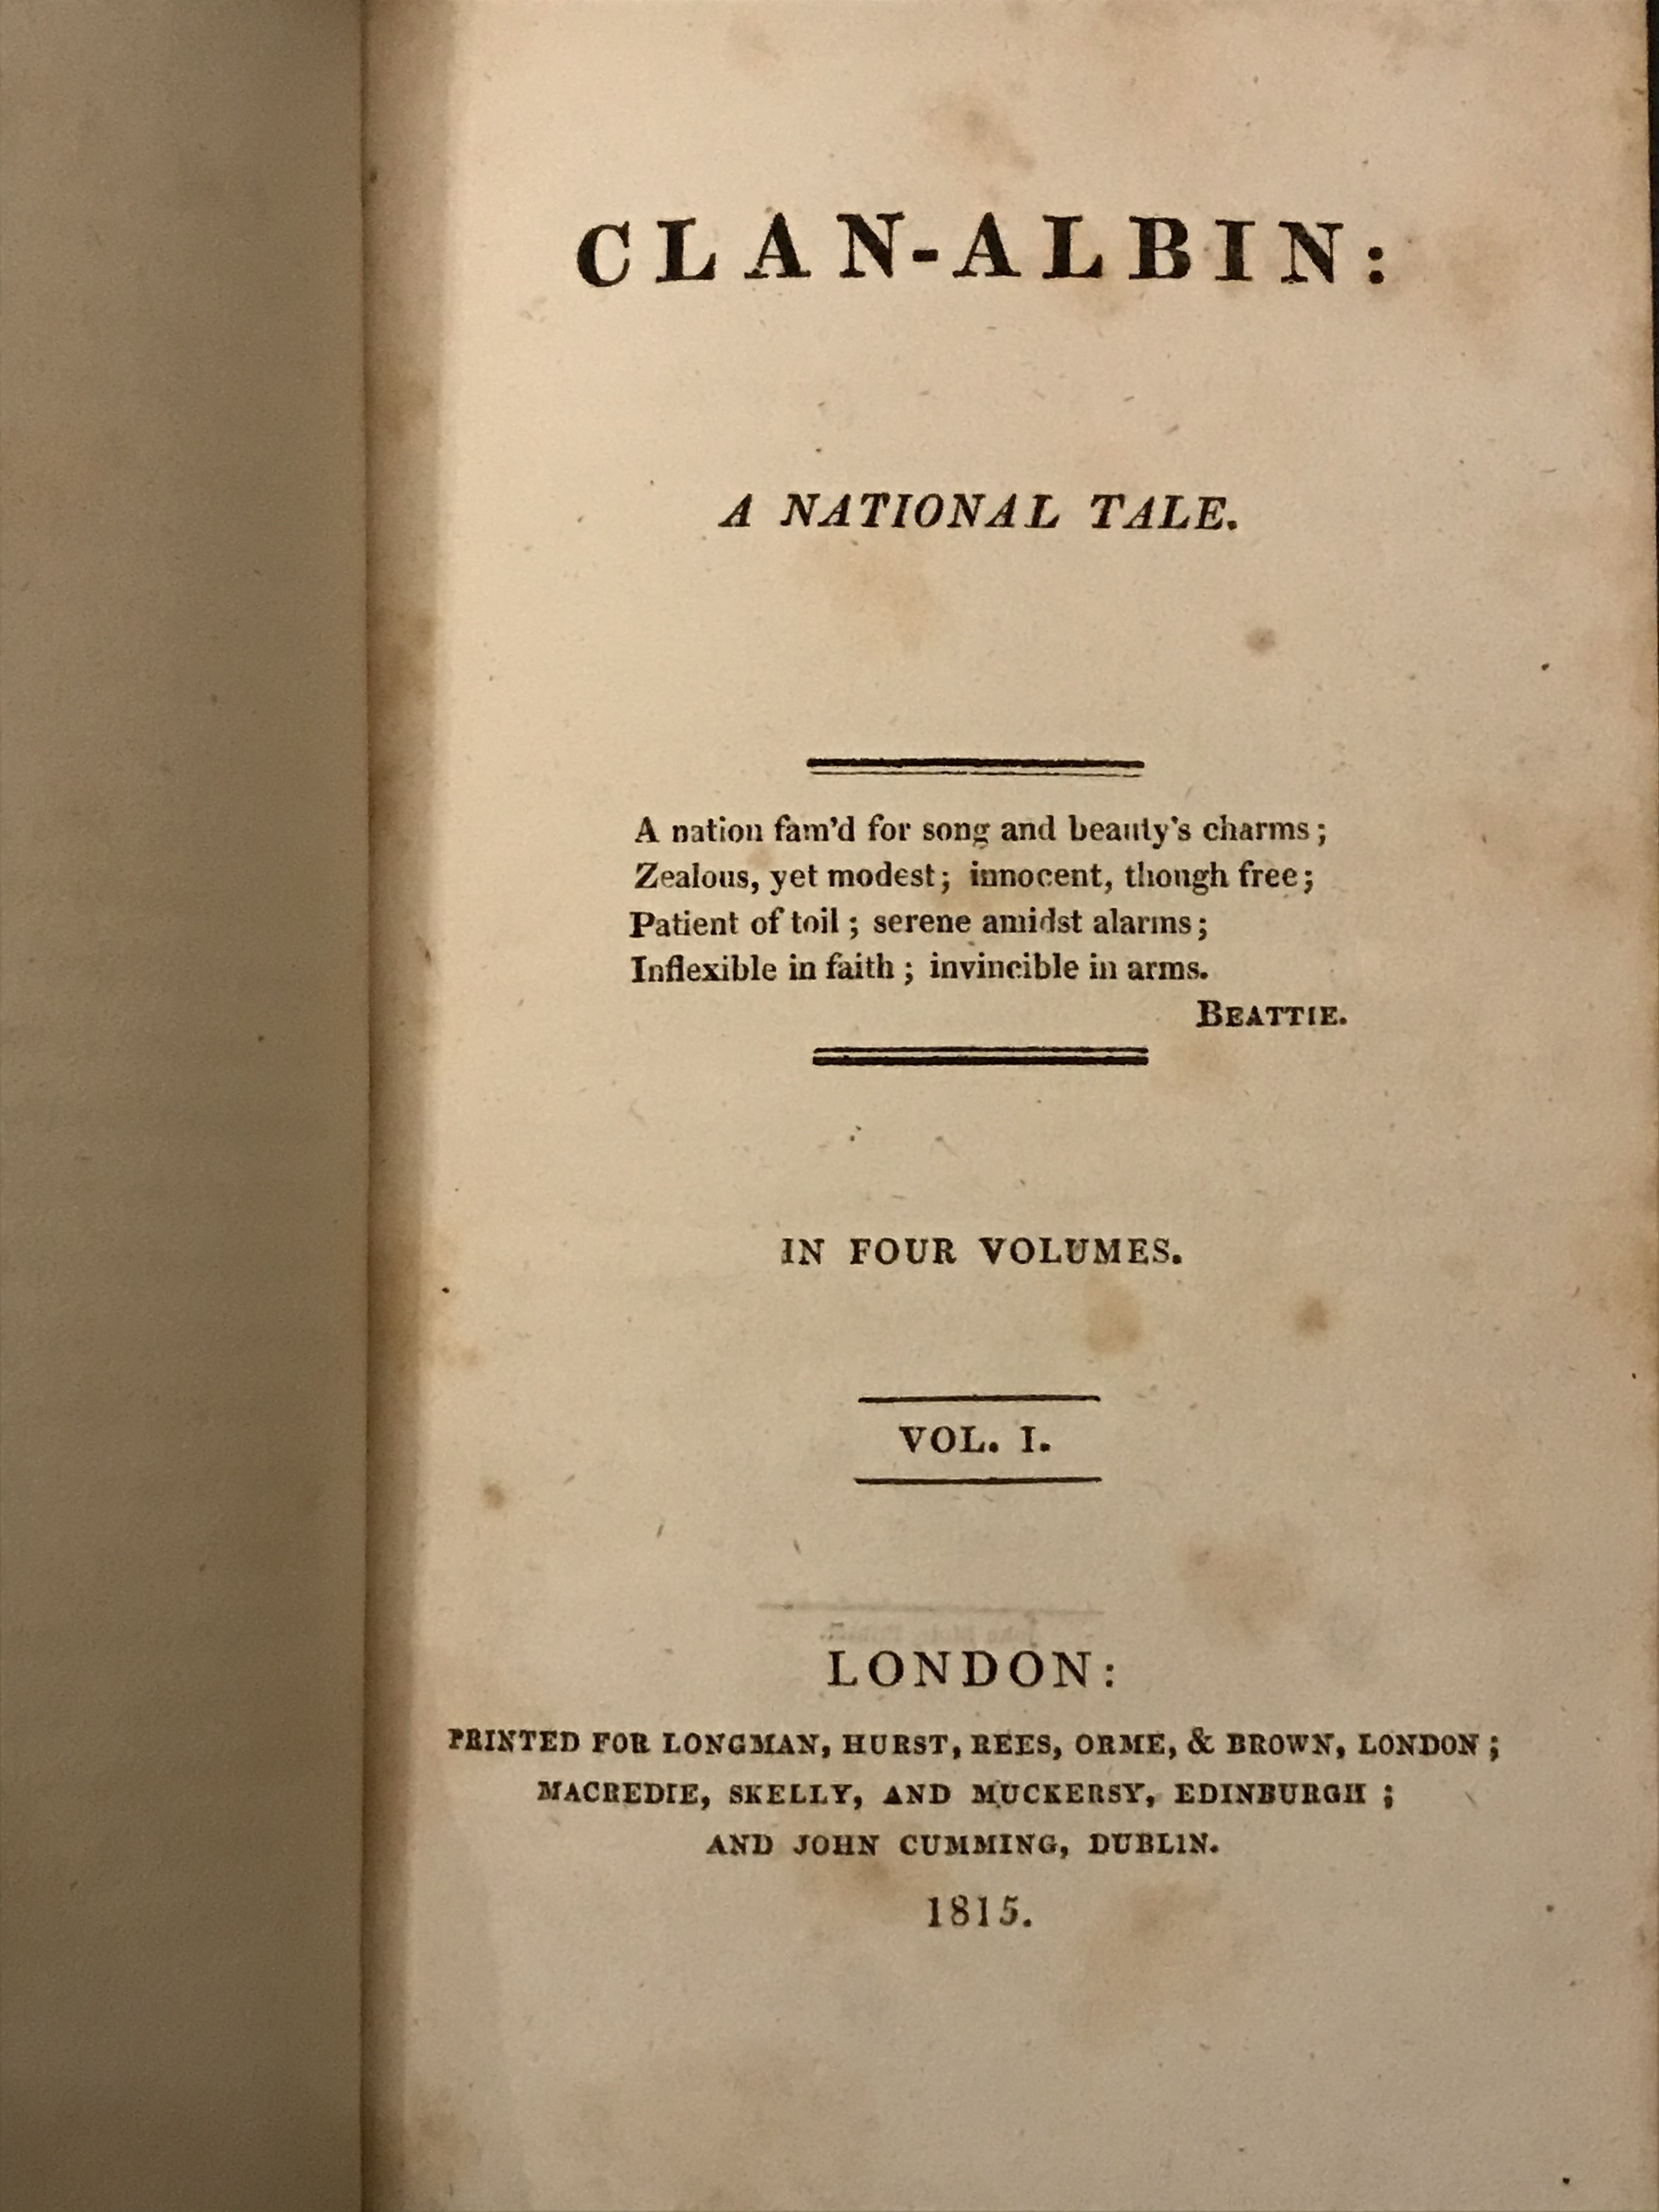 CLAN-ALBIN:
A NATIONAL TALE.
A nation fam'd for song and beauty's charms;
Zealous, yet modest; innocent, though free;
Patient of toil; serene amidst alarms;
Inflexible in faith; invincible in arms.
BEATTIE.
IN FOUR VOLUMES.
VOL. I.
LONDON:
PRINTED FOR LONGMAN, HURST, REES, ORME, & BROWN, LONDON;
MACREDIE, SKELLY, AND MUCKERSY, EDINBURGH;
AND JOHN CUMMING, DUBLIN.
1815.